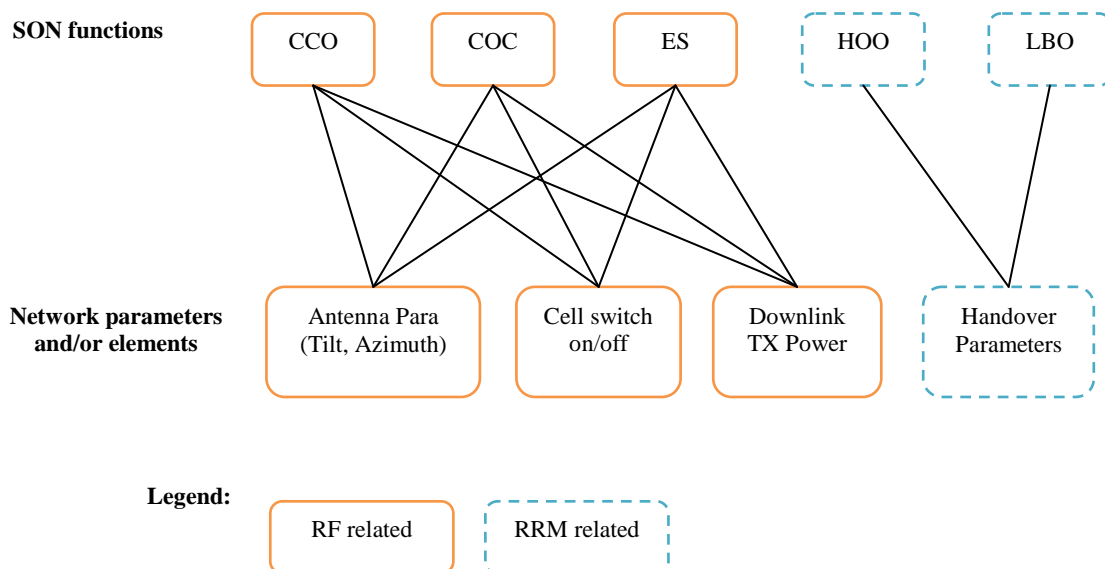 SON functions
CCO
COC
ES
HOO
LBO
Network parameters
and/or elements
Antenna Para
(Tilt, Azimuth)
Cell switch
on/off
Downlink
TX Power
Handover
Parameters
Legend:
RF related
RRM related